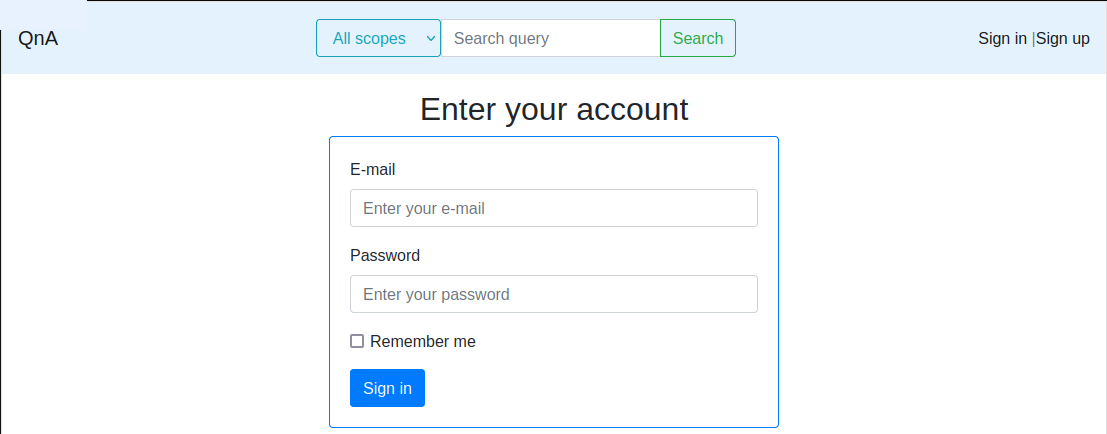 QnA
All scopes
Search query
Search
Sign in |Sign up
Enter your account
E-mail
Enter your e-mail
Password
Enter your password
Remember me
Sign in